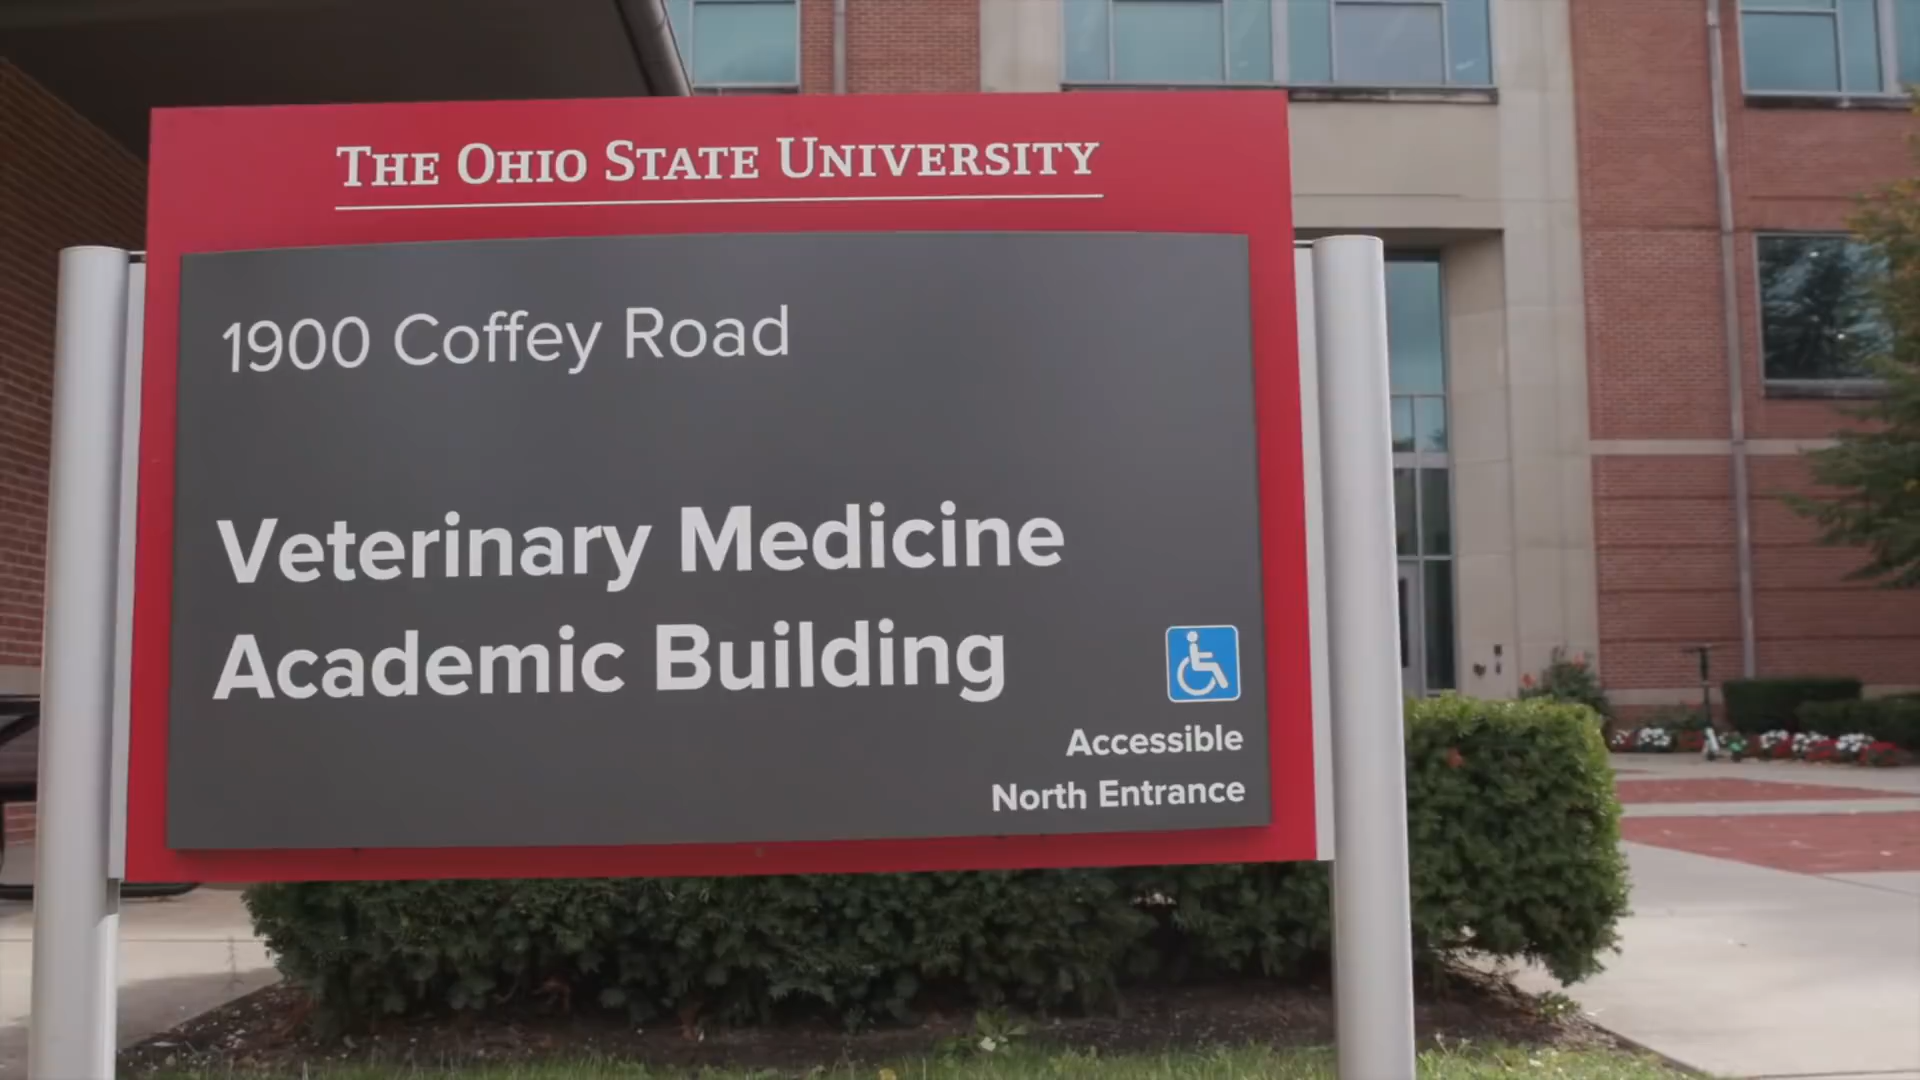 THE OHIO STATE UNIVERSITY
1900 Coffey Road
Veterinary Medicine
Academic Building
Accessible
North Entrance